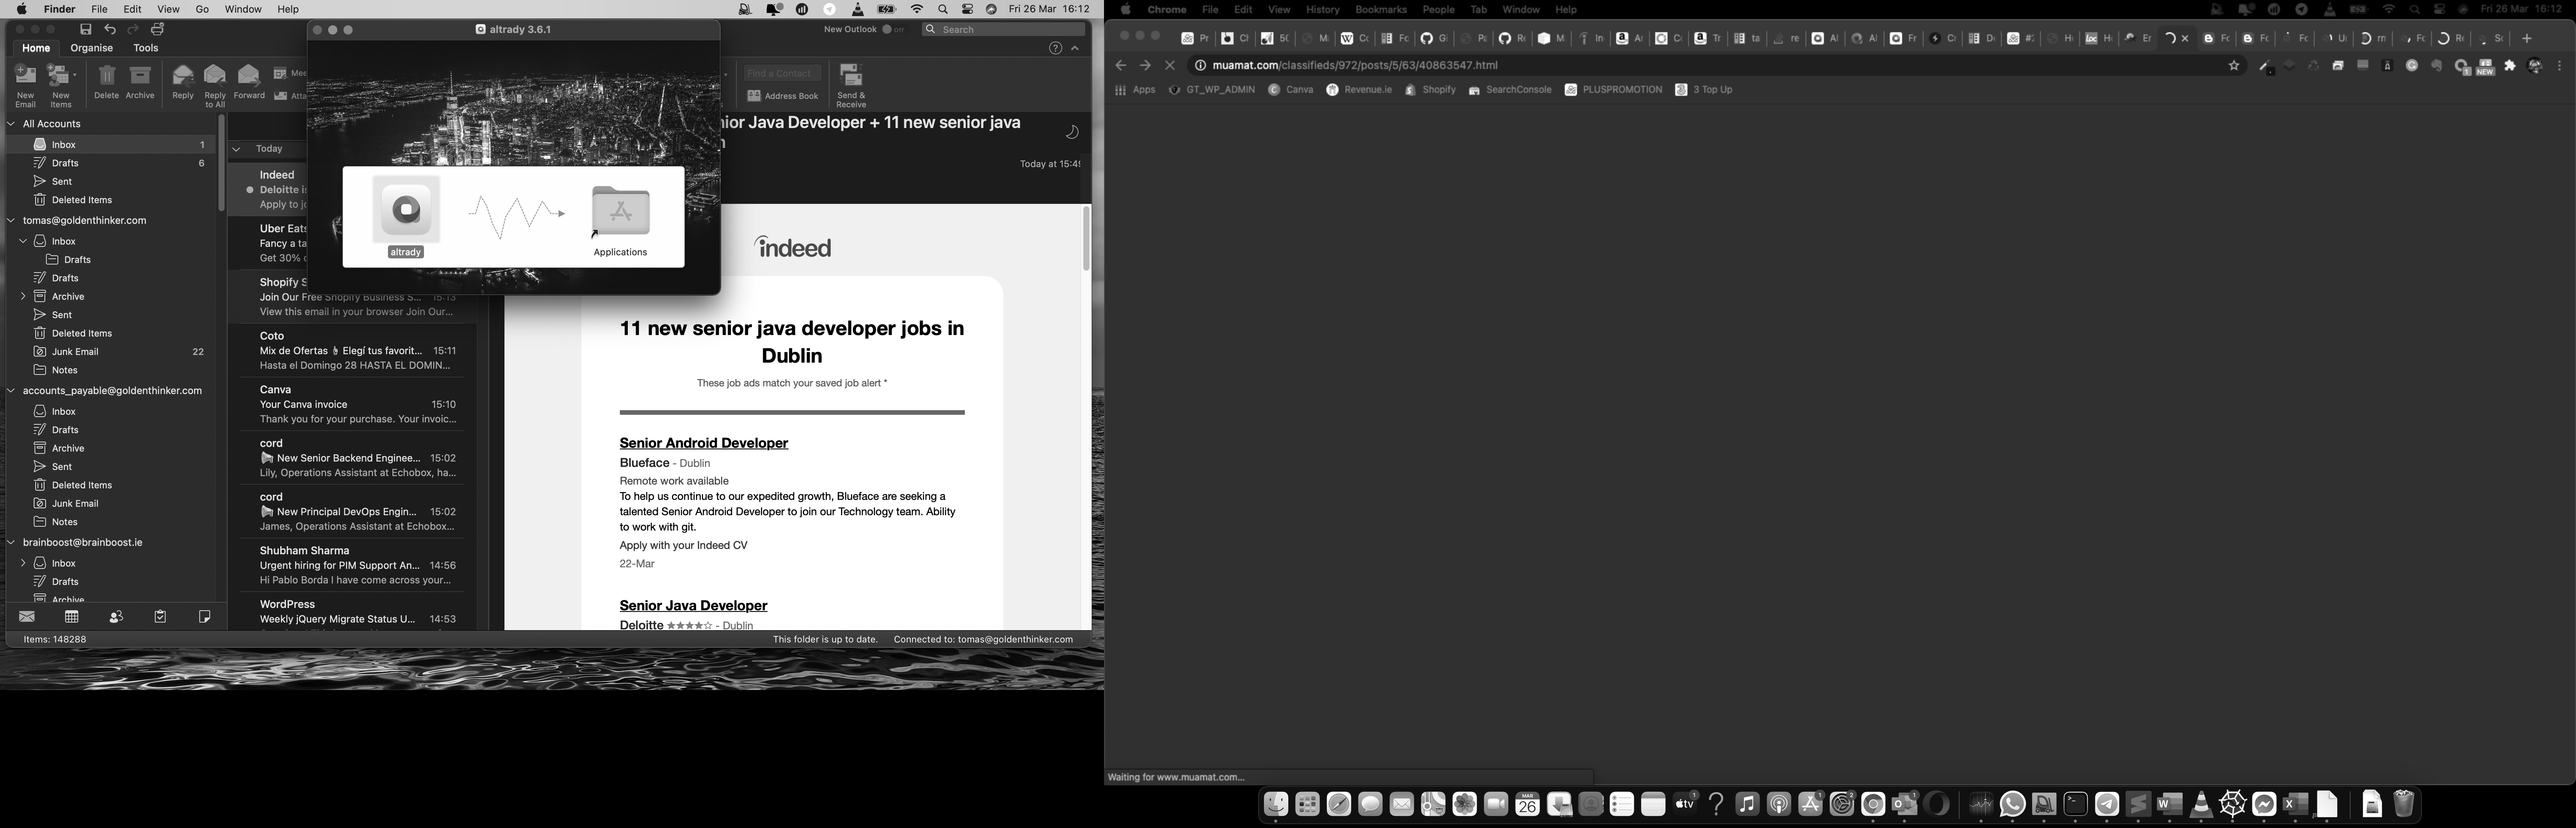 Finder File Edit View Go Window Help
Fri 26 Mar 16:12
altrady 3.6.1
New Outlook
Search
Home Organise Tools
New Email
New Items
Delete
Archive
Reply
Reply to All
Forward
Find a Contact
Address Book
Send & Receive
All Accounts
Inbox 1
Drafts 6
Sent
Deleted Items
tomas@goldenthinker.com
Inbox
Drafts
Drafts
Archive
Sent
Deleted Items
Junk Email 22
Notes
accounts_payable@goldenthinker.com
Inbox
Drafts
Archive
Sent
Deleted Items
Junk Email
Notes
brainboost@brainboost.ie
Inbox
Drafts
Archive
Items: 148288
Today
Indeed
Deloitte is
Apply to jo
Uber Eats
Fancy a ta
Get 30% o
Shopify S
Join Our Free Shopify Business S... 15:13
View this email in your browser Join Our...
Coto
Mix de Ofertas Elegí tus favorit... 15:11
Hasta el Domingo 28 HASTA EL DOMIN...
Canva
Your Canva invoice 15:10
Thank you for your purchase. Your invoic...
cord
New Senior Backend Enginee... 15:02
Lily, Operations Assistant at Echobox, ha...
cord
New Principal DevOps Engin... 15:02
James, Operations Assistant at Echobox...
Shubham Sharma
Urgent hiring for PIM Support An... 14:56
Hi Pablo Borda I have come across your...
WordPress
Weekly jQuery Migrate Status U... 14:53
altrady
Applications
ior Java Developer + 11 new senior java
Today at 15:49
indeed
11 new senior java developer jobs in
Dublin
These job ads match your saved job alert *
Senior Android Developer
Blueface - Dublin
Remote work available
To help us continue to our expedited growth, Blueface are seeking a
talented Senior Android Developer to join our Technology team. Ability
to work with git.
Apply with your Indeed CV
22-Mar
Senior Java Developer
Deloitte ★★★★☆ - Dublin
This folder is up to date. Connected to: tomas@goldenthinker.com
Chrome File Edit View History Bookmarks People Tab Window Help
Fri 26 Mar 16:12
muamat.com/classifieds/972/posts/5/63/40863547.html
NEW
Apps GT_WP_ADMIN Canva Revenue.ie Shopify SearchConsole PLUSPROMOTION 3 Top Up
Waiting for www.muamat.com...
MAR
26
tv